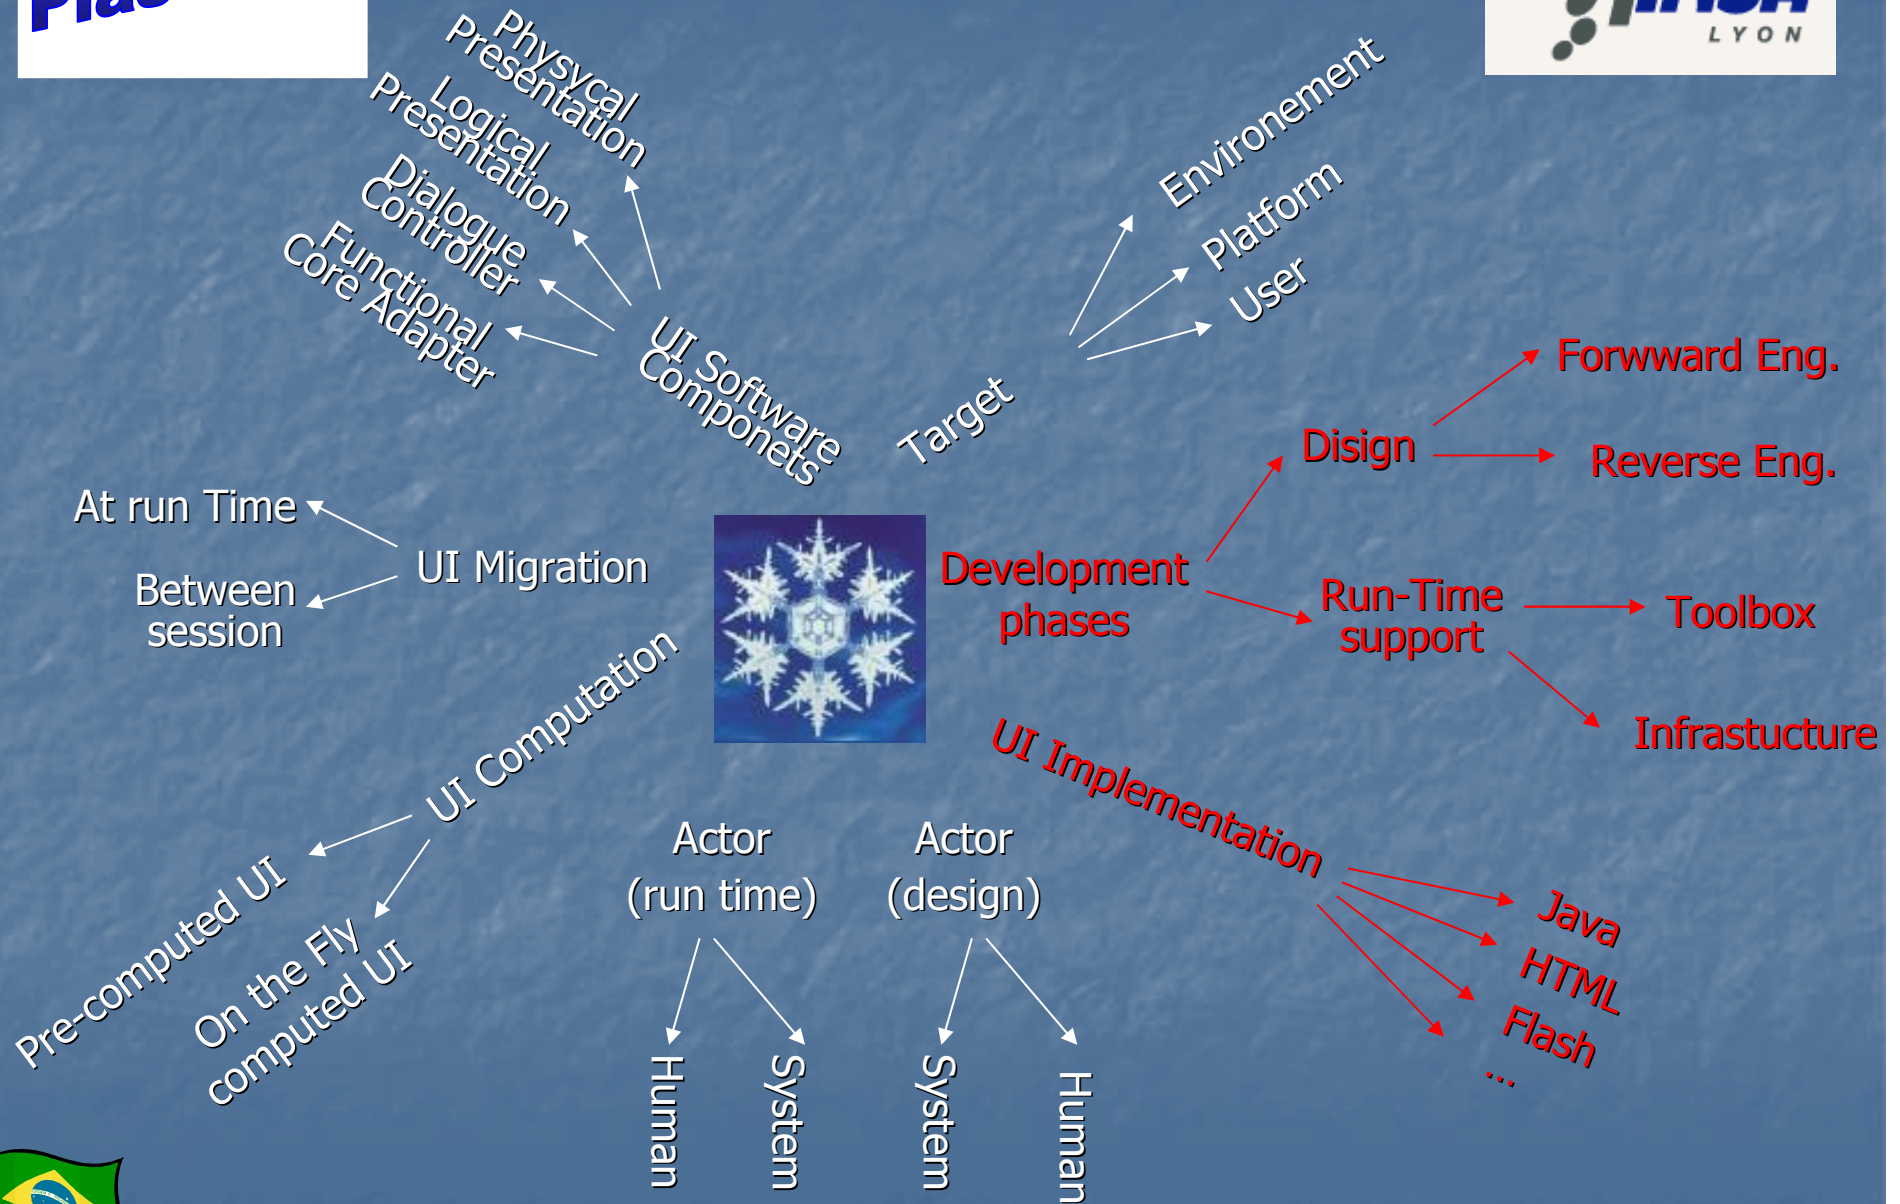 LYON
Physycal
Presentation
Logical
Presentation
Dialogue
Controller
Functional
Core Adapter
UI Software
Componets
Environement
Platform
User
Target
Forwward Eng.
Disign
Reverse Eng.
At run Time
UI Migration
Between
session
Development
phases
Run-Time
support
Toolbox
Infrastucture
UI Computation
Pre-computed UI
On the Fly
computed UI
Actor
(run time)
Human
System
Actor
(design)
System
Human
UI Implementation
Java
HTML
Flash
...